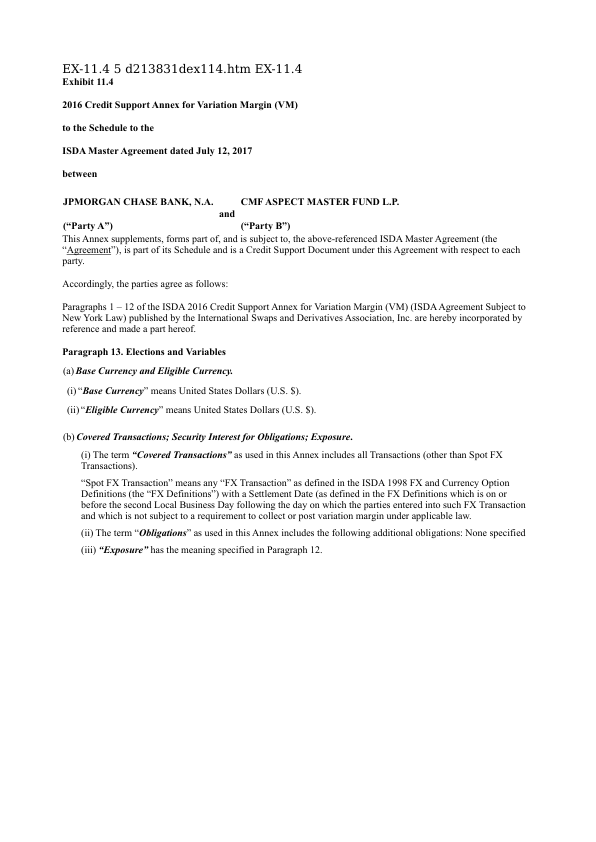 EX-11.4 5 d213831dex114.htm EX-11.4
Exhibit 11.4
2016 Credit Support Annex for Variation Margin (VM)
to the Schedule to the
ISDA Master Agreement dated July 12, 2017
between
JPMORGAN CHASE BANK, N.A. CMF ASPECT MASTER FUND L.P.
and
(“Party A”) (“Party B”)
This Annex supplements, forms part of, and is subject to, the above-referenced ISDA Master Agreement (the
“Agreement”), is part of its Schedule and is a Credit Support Document under this Agreement with respect to each
party.
Accordingly, the parties agree as follows:
Paragraphs 1 – 12 of the ISDA 2016 Credit Support Annex for Variation Margin (VM) (ISDA Agreement Subject to
New York Law) published by the International Swaps and Derivatives Association, Inc. are hereby incorporated by
reference and made a part hereof.
Paragraph 13. Elections and Variables
(a) Base Currency and Eligible Currency.
(i) “Base Currency” means United States Dollars (U.S. $).
(ii) “Eligible Currency” means United States Dollars (U.S. $).
(b) Covered Transactions; Security Interest for Obligations; Exposure.
(i) The term “Covered Transactions” as used in this Annex includes all Transactions (other than Spot FX
Transactions).
“Spot FX Transaction” means any “FX Transaction” as defined in the ISDA 1998 FX and Currency Option
Definitions (the “FX Definitions”) with a Settlement Date (as defined in the FX Definitions which is on or
before the second Local Business Day following the day on which the parties entered into such FX Transaction
and which is not subject to a requirement to collect or post variation margin under applicable law.
(ii) The term “Obligations” as used in this Annex includes the following additional obligations: None specified
(iii) “Exposure” has the meaning specified in Paragraph 12.